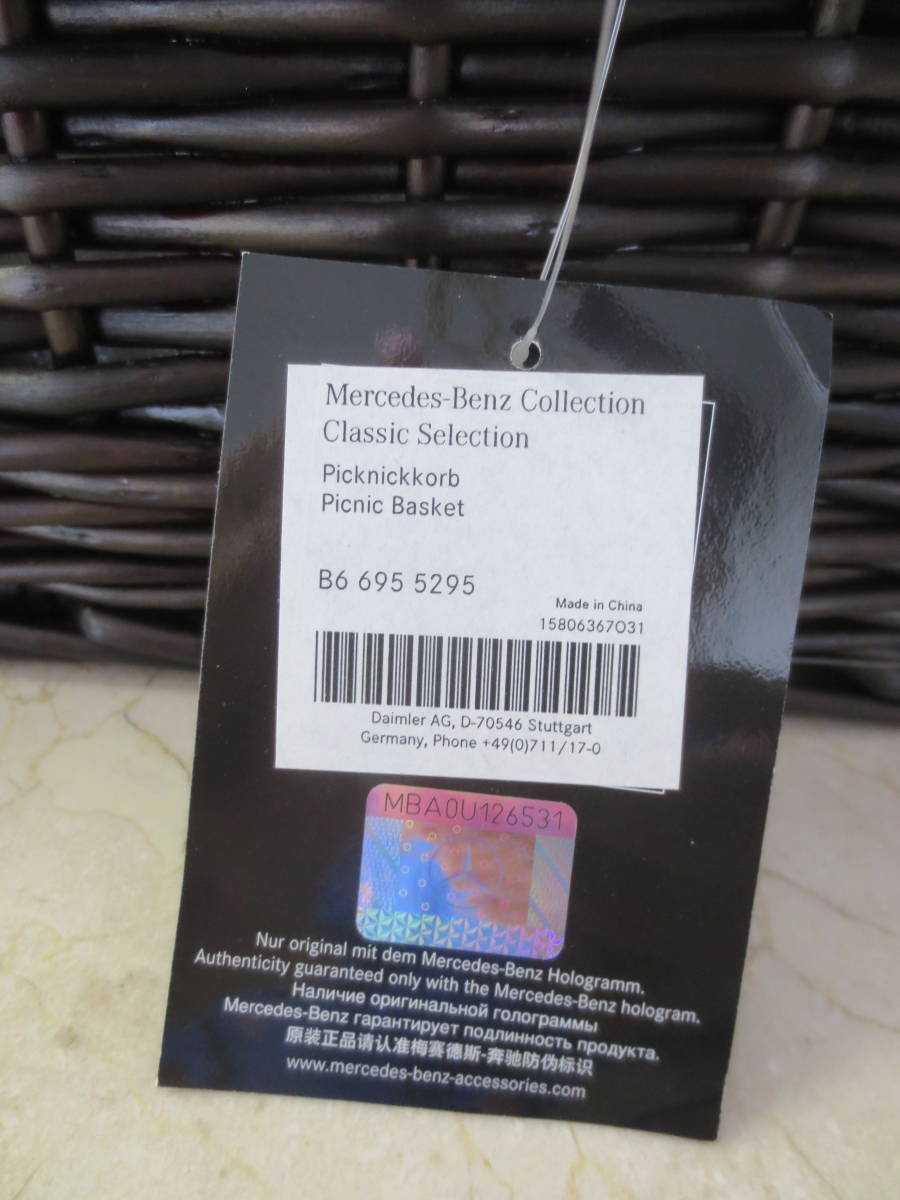 Mercedes-Benz Collection
Classic Selection
Picknickkorb
Picnic Basket
B6 695 5295
Made in China
15806367031
Daimler AG, D-70546 Stuttgart
Germany, Phone +49(0)711/17-0
MBA0U126531
Nur original mit dem Mercedes-Benz Hologramm.
Authenticity guaranteed only with the Mercedes-Benz hologram.
Наличие оригинальной голограммы
Mercedes-Benz гарантирует подлинность продукта.
原装正品请认准梅赛德斯-奔驰防伪标识
www.mercedes-benz-accessories.com